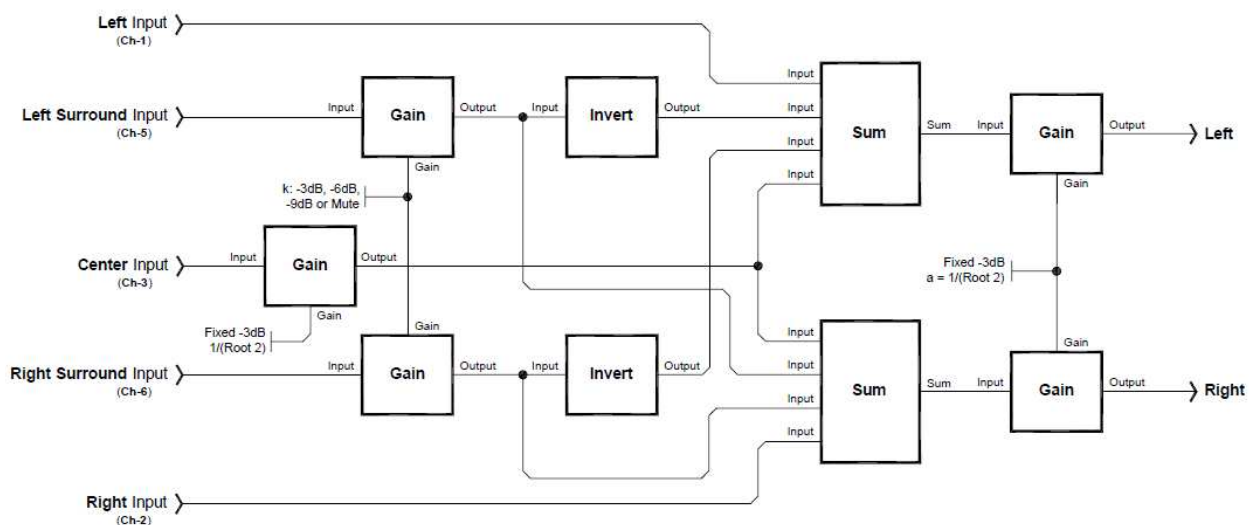 Left Input
(Ch-1)
Input
Left Surround Input
(Ch-5)
Input
Gain
Output
Input
Invert
Output
Input
Input
Input
Sum
Sum
Input
Gain
Output
Left
Gain
Gain
k: -3dB, -6dB,
-9dB or Mute
Center Input
(Ch-3)
Input
Gain
Output
Gain
Fixed -3dB
1/(Root 2)
Fixed -3dB
a = 1/(Root 2)
Gain
Right Surround Input
(Ch-6)
Input
Gain
Output
Input
Invert
Output
Input
Input
Input
Input
Sum
Sum
Input
Gain
Gain
Output
Right
Right Input
(Ch-2)